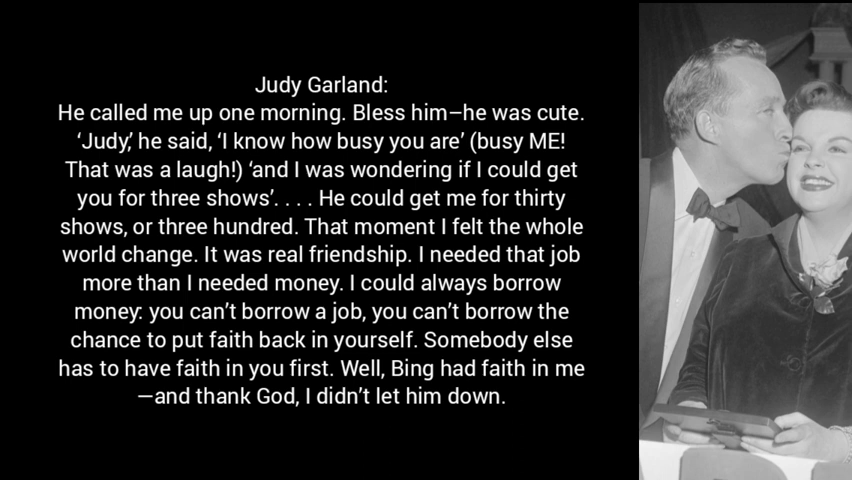 Judy Garland:
He called me up one morning. Bless him–he was cute.
‘Judy,’ he said, ‘I know how busy you are’ (busy ME!
That was a laugh!) ‘and I was wondering if I could get
you for three shows’. . . . He could get me for thirty
shows, or three hundred. That moment I felt the whole
world change. It was real friendship. I needed that job
more than I needed money. I could always borrow
money: you can’t borrow a job, you can’t borrow the
chance to put faith back in yourself. Somebody else
has to have faith in you first. Well, Bing had faith in me
—and thank God, I didn’t let him down.